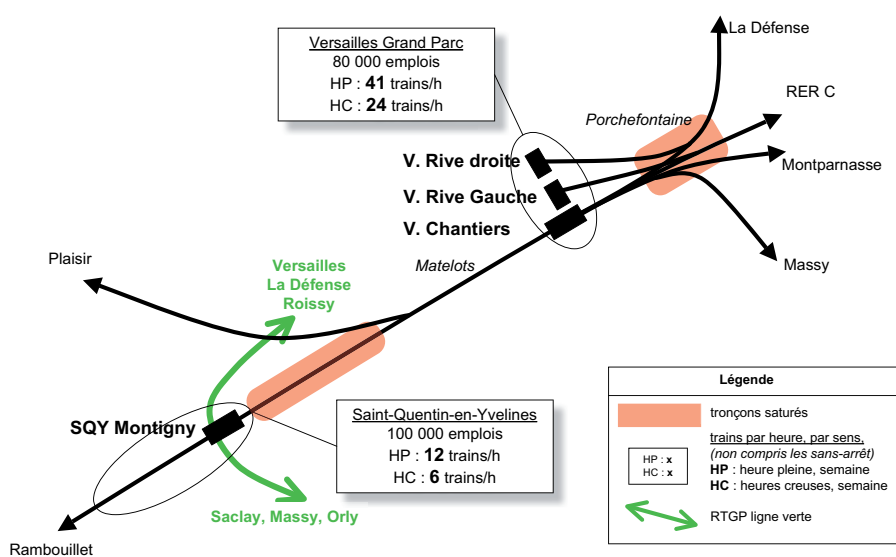 La Défense
Versailles Grand Parc
80 000 emplois
HP : 41 trains/h
HC : 24 trains/h
RER C
Porchefontaine
V. Rive droite
Montparnasse
V. Rive Gauche
V. Chantiers
Massy
Matelots
Plaisir
Versailles
La Défense
Roissy
SQY Montigny
Saint-Quentin-en-Yvelines
100 000 emplois
HP : 12 trains/h
HC : 6 trains/h
Saclay, Massy, Orly
Rambouillet
Légende
tronçons saturés
HP : x
HC : x
trains par heure, par sens,
(non compris les sans-arrêt)
HP : heure pleine, semaine
HC : heures creuses, semaine
RTGP ligne verte